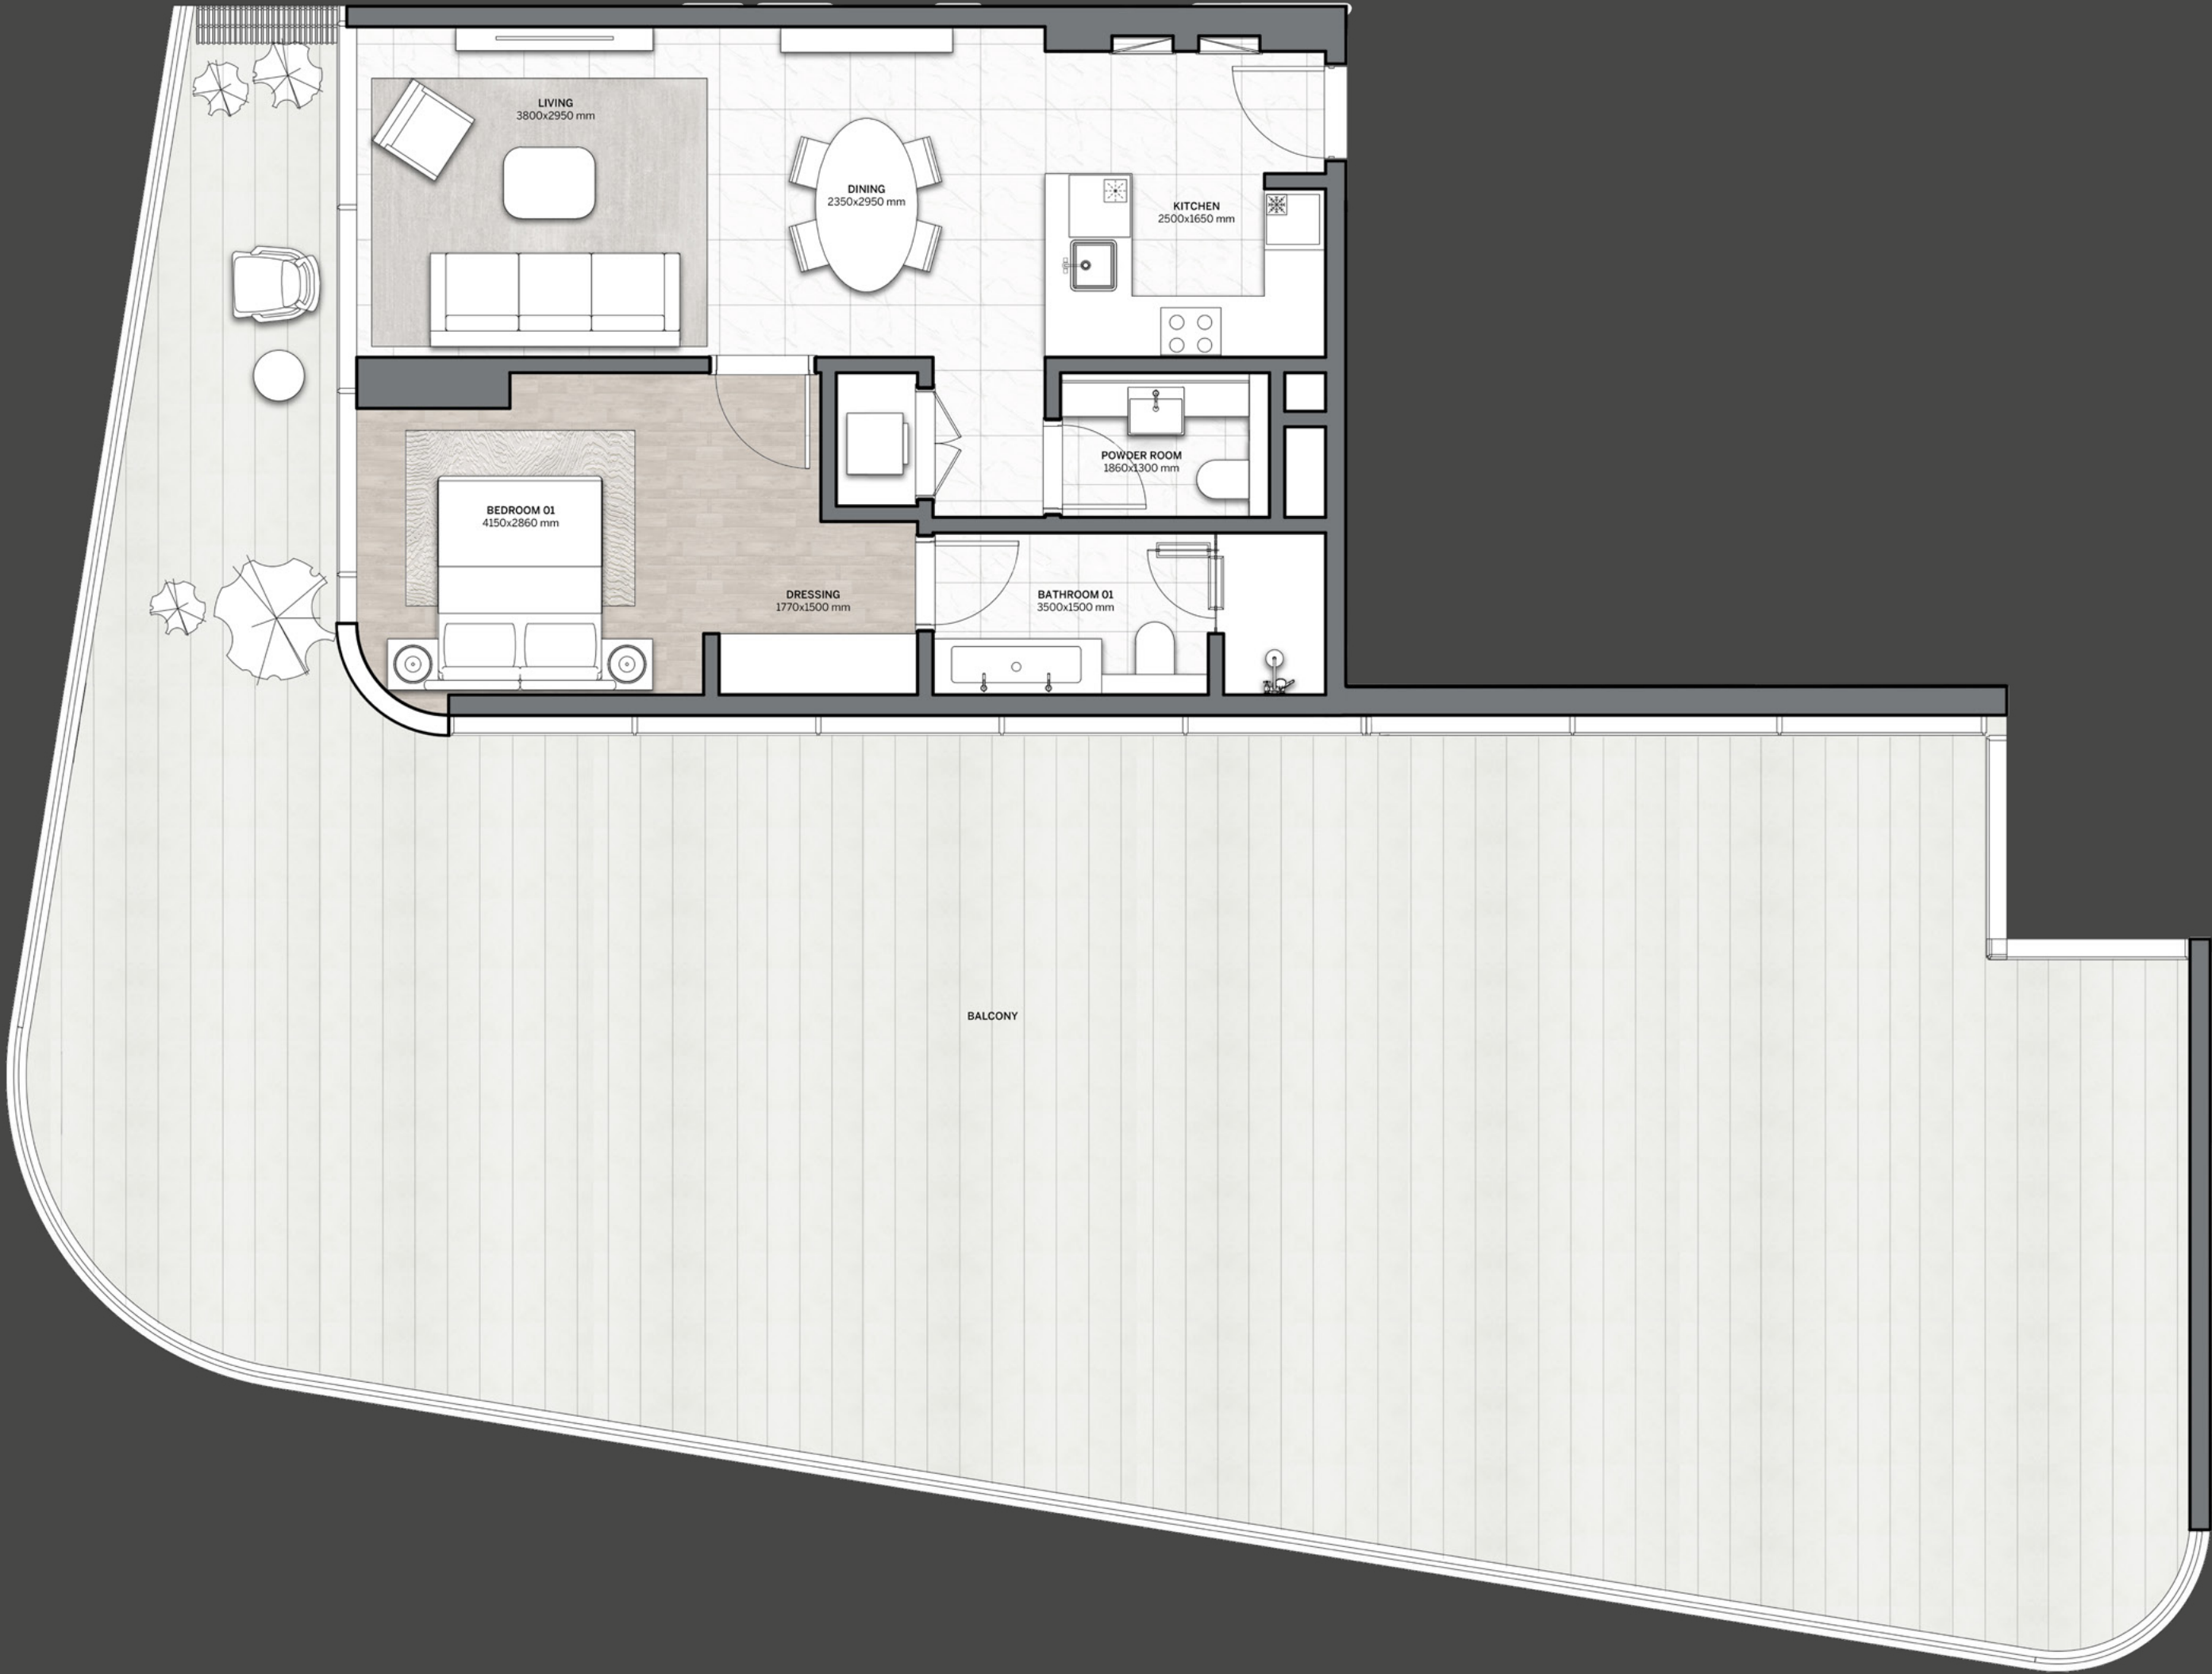 LIVING
3800x2950 mm
DINING
2350x2950 mm
KITCHEN
2500x1650 mm
POWDER ROOM
1860x1300 mm
BEDROOM 01
4150x2860 mm
DRESSING
1770x1500 mm
BATHROOM 01
3500x1500 mm
BALCONY